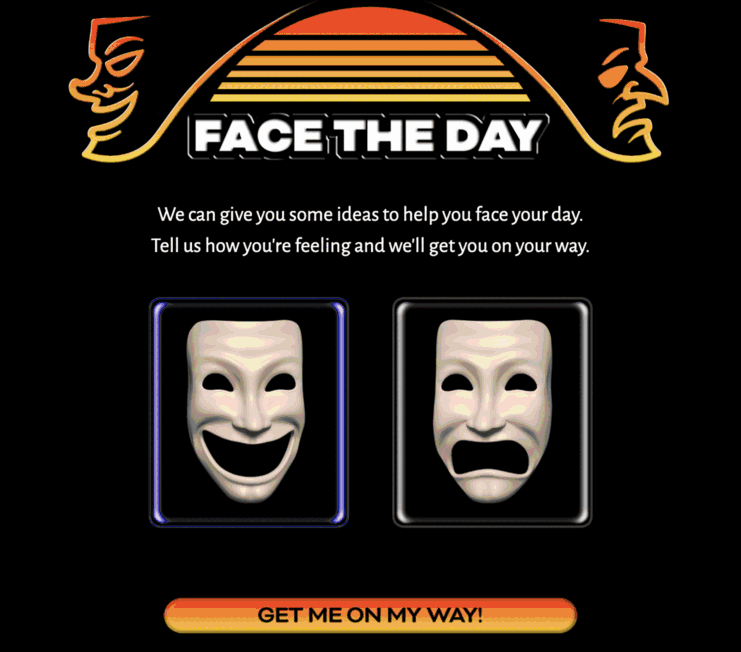 FACE THE DAY
We can give you some ideas to help you face your day.
Tell us how you're feeling and we'll get you on your way.
GET ME ON MY WAY!